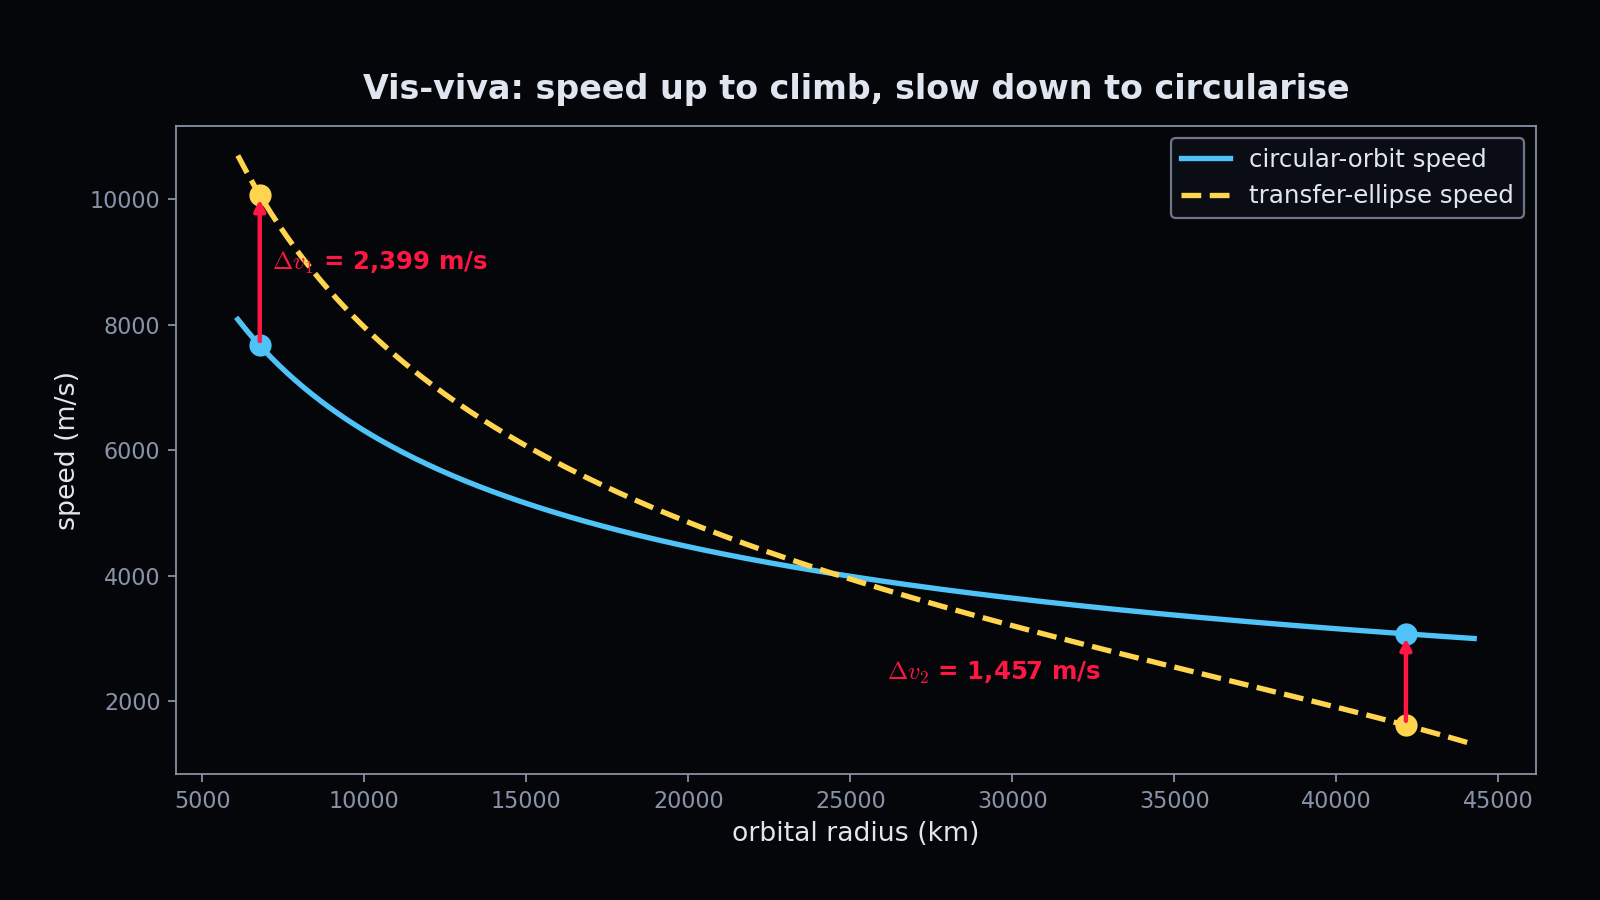 Vis-viva: speed up to climb, slow down to circularise
circular-orbit speed
transfer-ellipse speed
10000
8000
6000
4000
2000
speed (m/s)
Δv₁ = 2,399 m/s
Δv₂ = 1,457 m/s
5000 10000 15000 20000 25000 30000 35000 40000 45000
orbital radius (km)